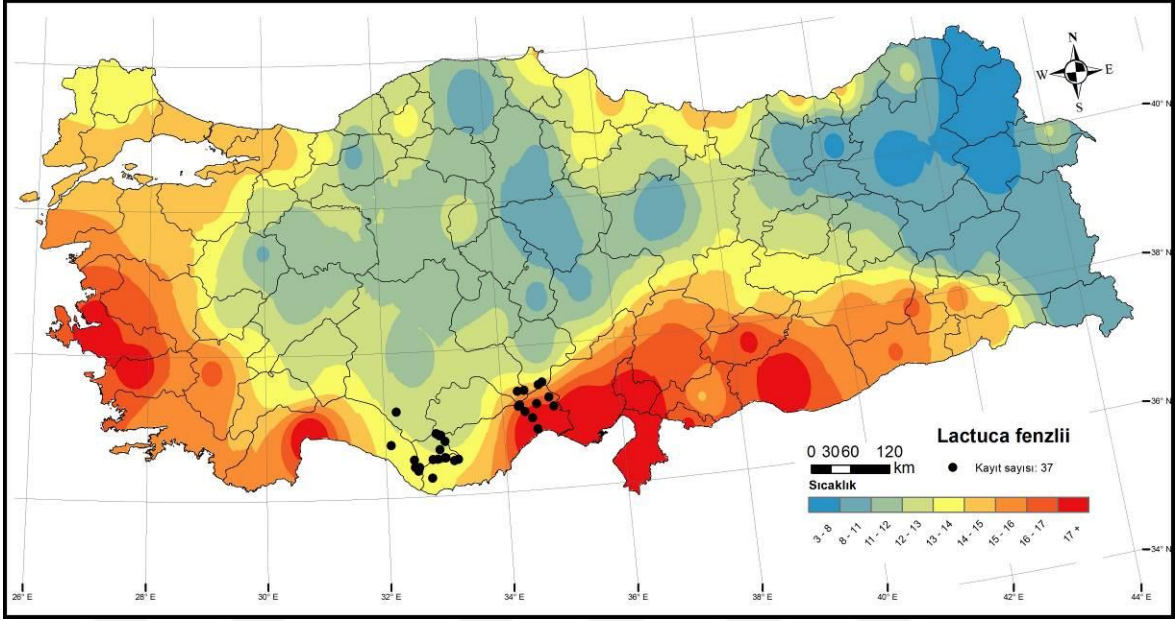 N
W E
S
40° N
38° N
36° N
34° N
Lactuca fenzlii
0 3060 120
km
Kayıt sayısı: 37
Sıcaklık
3 - 8
8 - 11
11 - 12
12 - 13
13 - 14
14 - 15
15 - 16
16 - 17
17 +
26° E 28° E 30° E 32° E 34° E 36° E 38° E 40° E 42° E 44° E